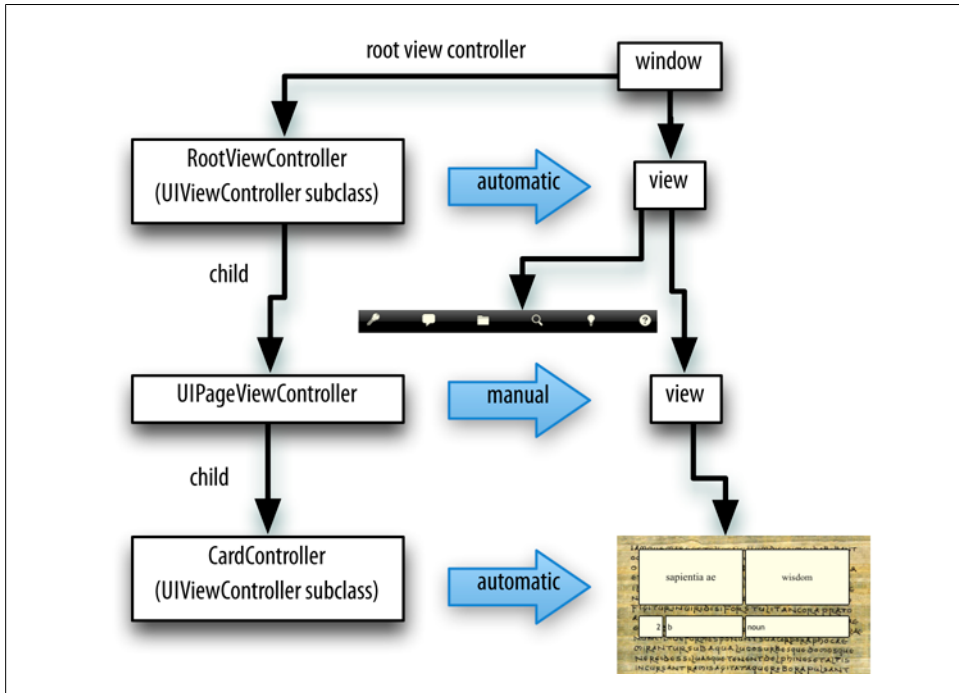 root view controller
window
RootViewController
(UIViewController subclass)
automatic
view
child
UIPageViewController
manual
view
child
CardController
(UIViewController subclass)
automatic
sapientia ae
wisdom
2
b
noun